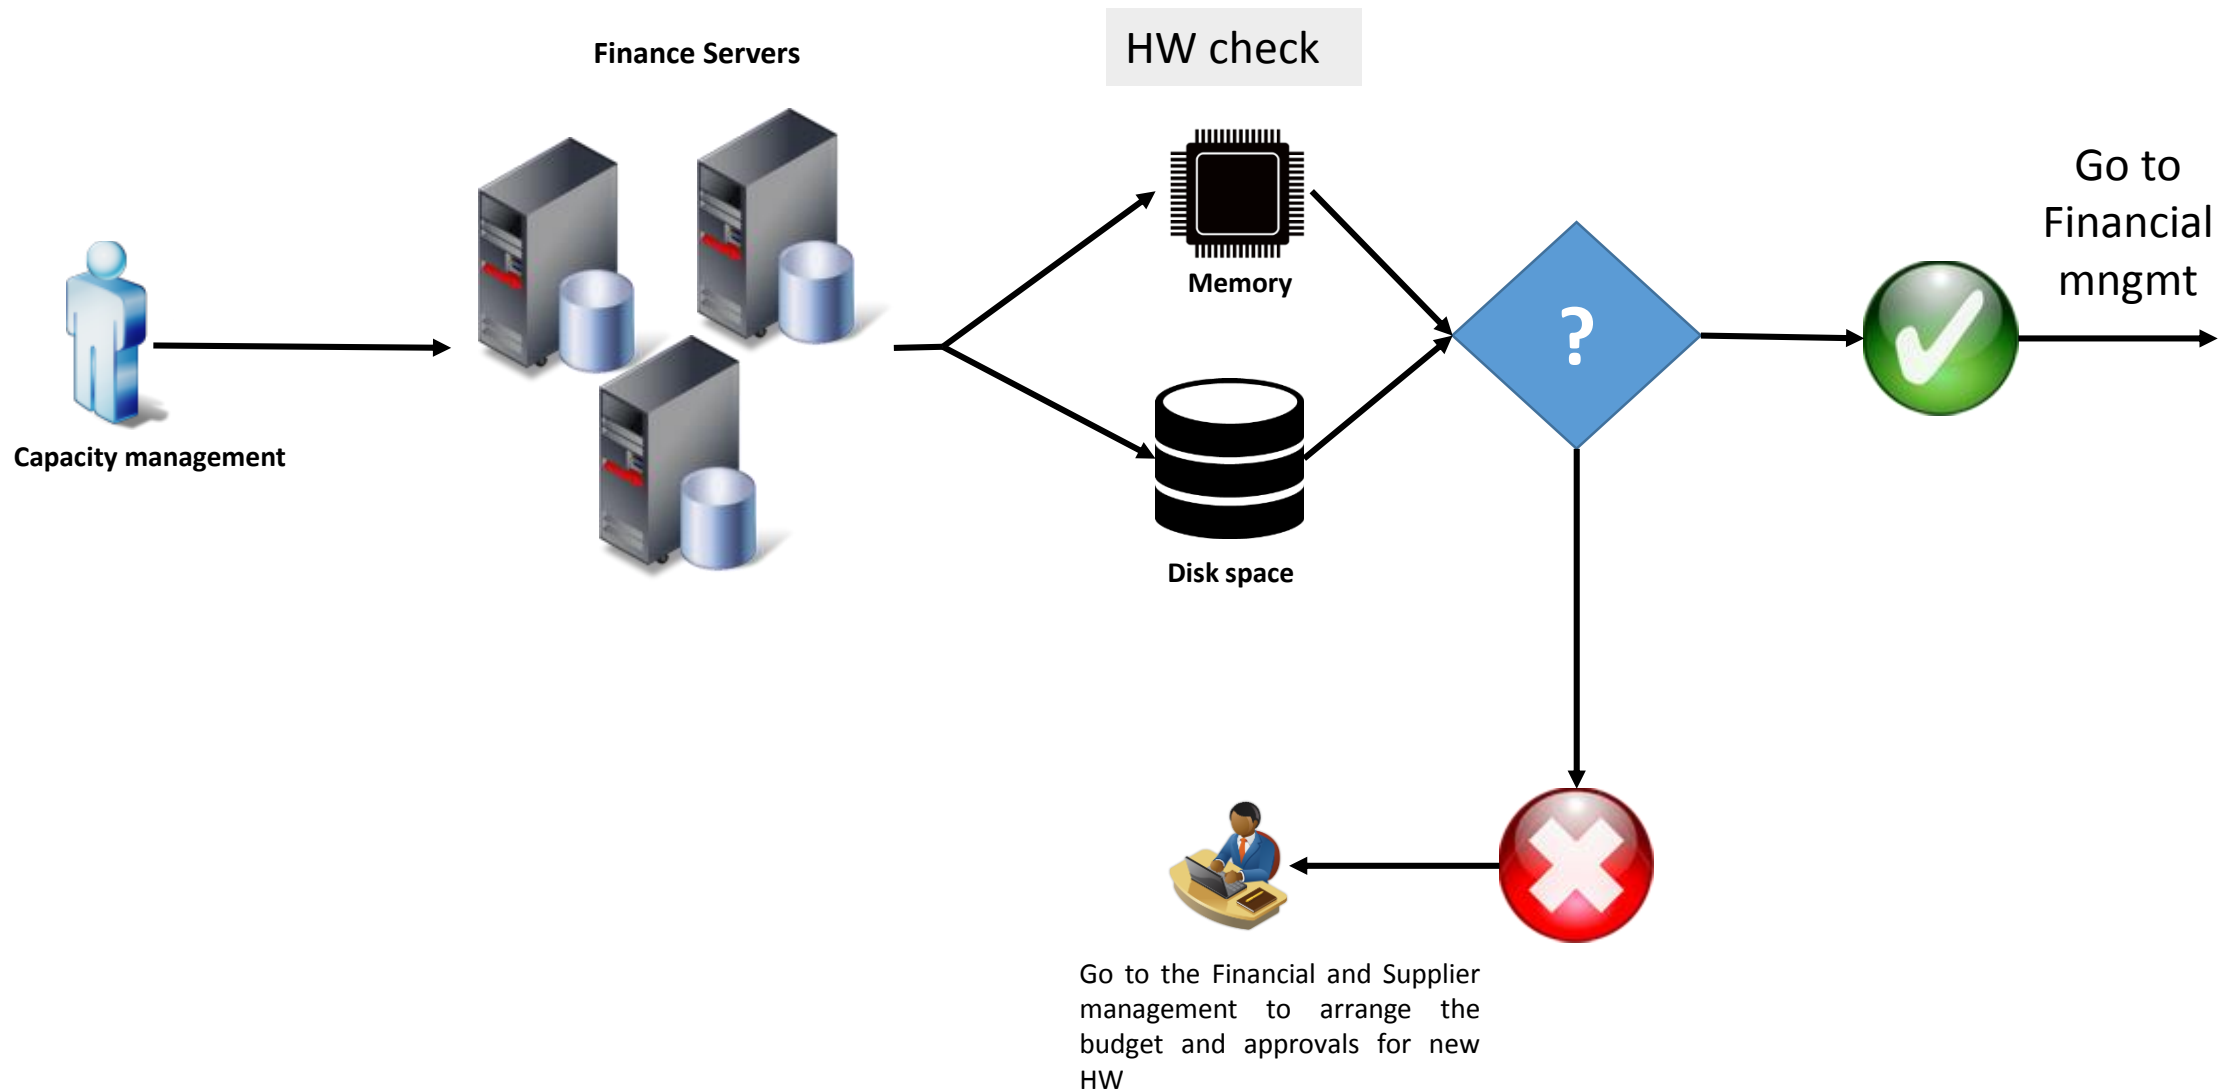 Finance Servers
HW check
Go to
Financial
mngmt
Memory
?
Capacity management
Disk space
Go to the Financial and Supplier
management to arrange the
budget and approvals for new
HW